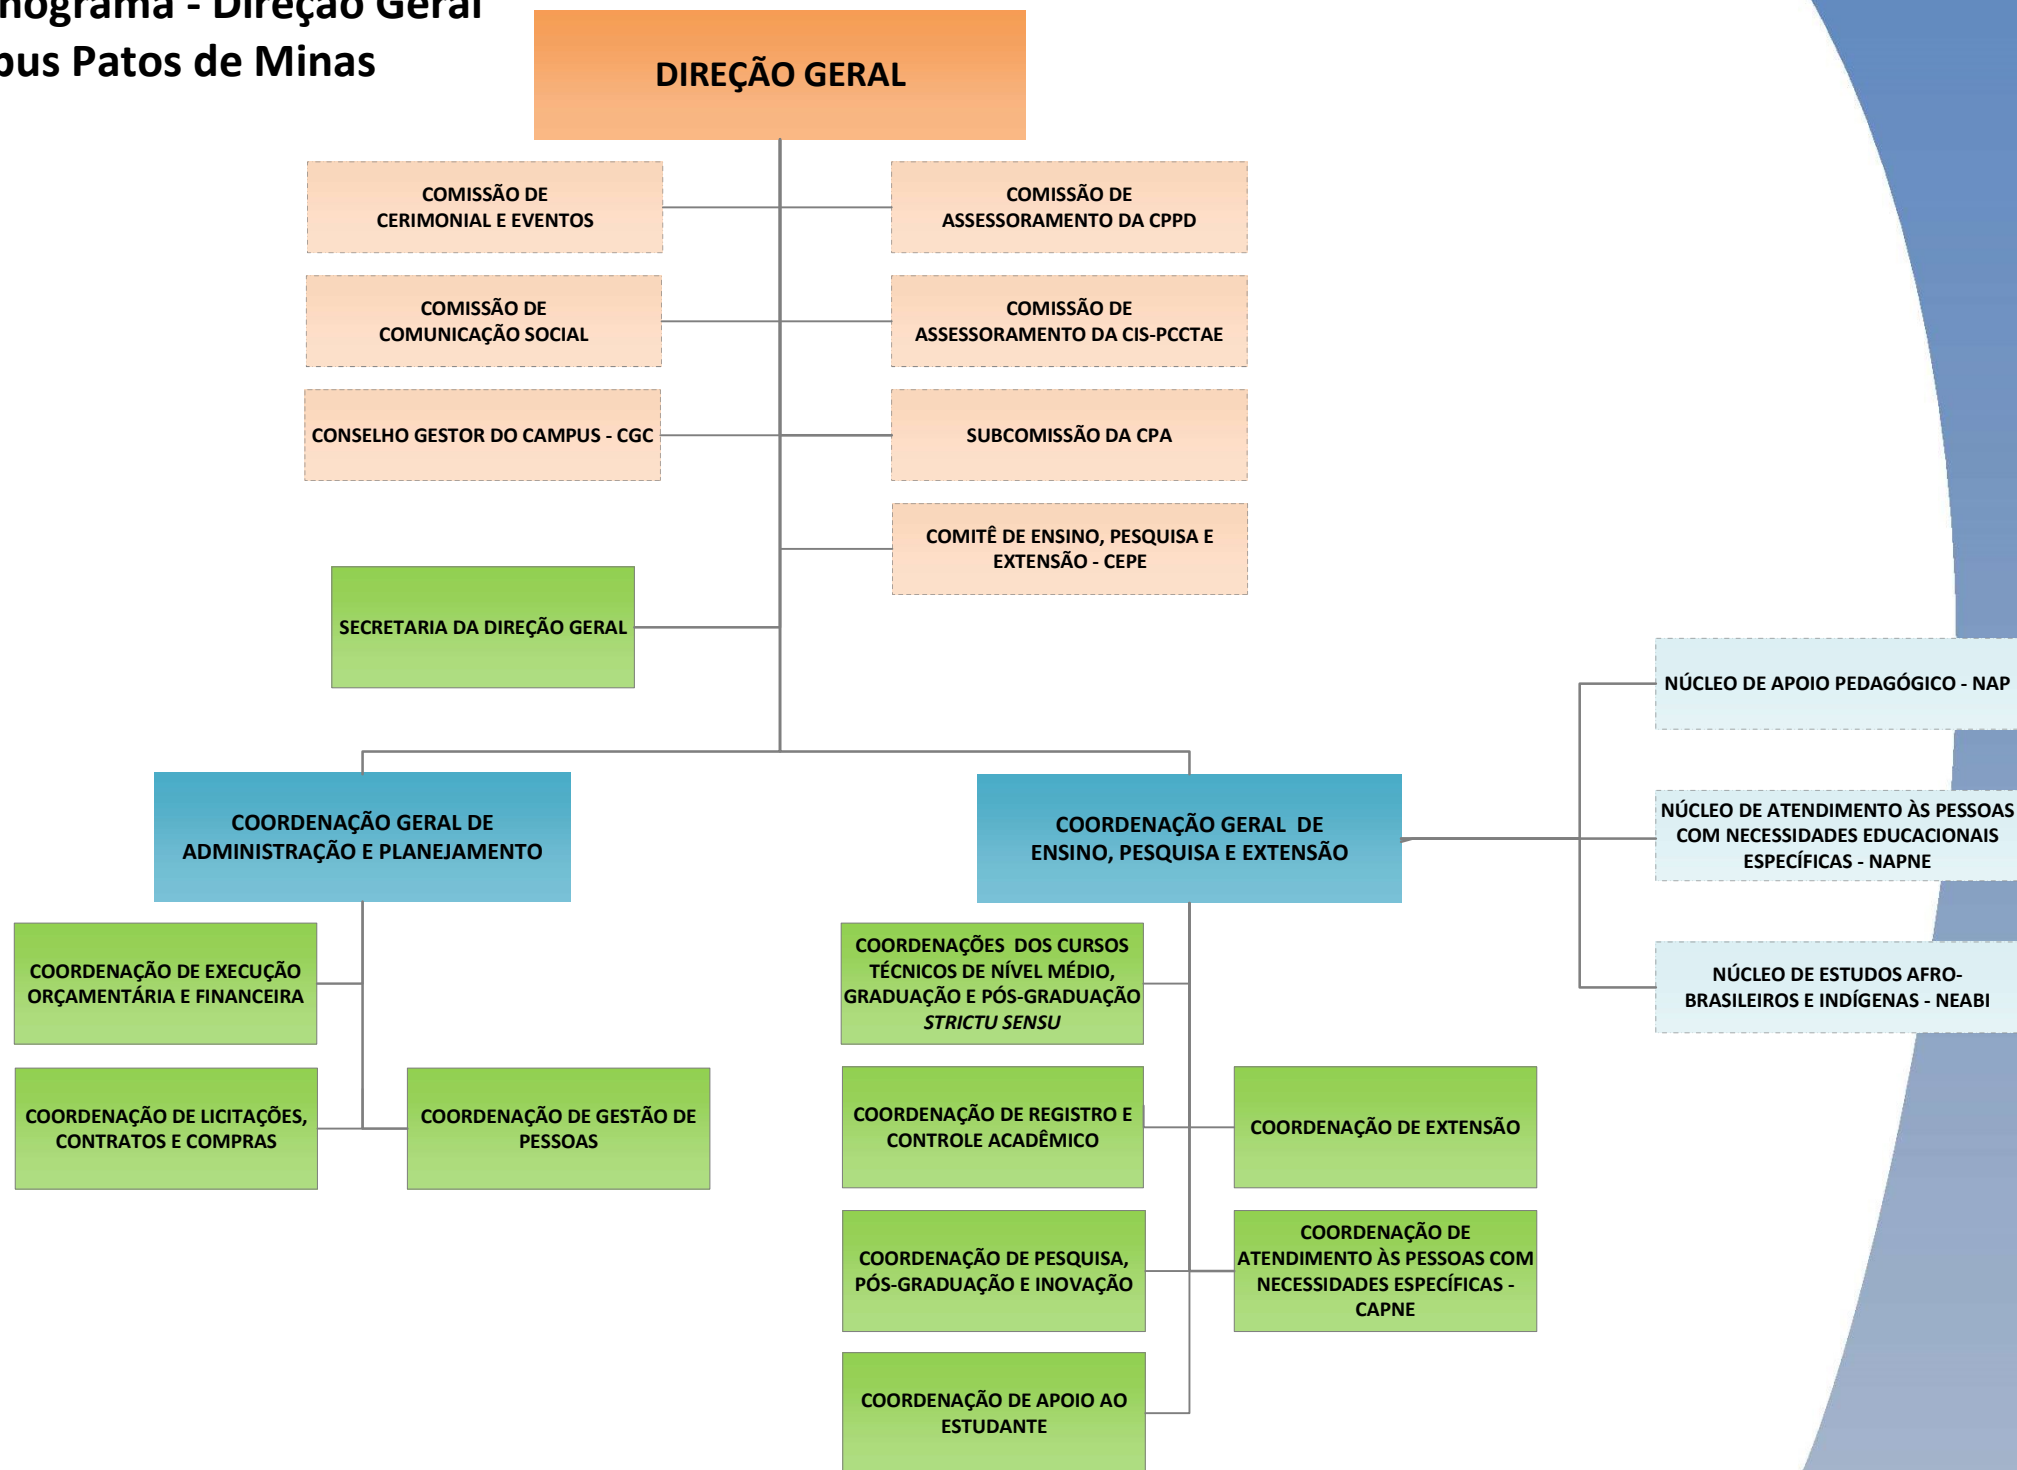 nograma - Direção Geral
pus Patos de Minas
DIREÇÃO GERAL
COMISSÃO DE
CERIMONIAL E EVENTOS
COMISSÃO DE
ASSESSORAMENTO DA CPPD
COMISSÃO DE
COMUNICAÇÃO SOCIAL
COMISSÃO DE
ASSESSORAMENTO DA CIS-PCCTAE
CONSELHO GESTOR DO CAMPUS - CGC
SUBCOMISSÃO DA CPA
COMITÊ DE ENSINO, PESQUISA E
EXTENSÃO - CEPE
SECRETARIA DA DIREÇÃO GERAL
NÚCLEO DE APOIO PEDAGÓGICO - NAP
COORDENAÇÃO GERAL DE
ADMINISTRAÇÃO E PLANEJAMENTO
COORDENAÇÃO GERAL  DE
ENSINO, PESQUISA E EXTENSÃO
NÚCLEO DE ATENDIMENTO ÀS PESSOAS
COM NECESSIDADES EDUCACIONAIS
ESPECÍFICAS - NAPNE
COORDENAÇÃO DE EXECUÇÃO
ORÇAMENTÁRIA E FINANCEIRA
COORDENAÇÕES  DOS CURSOS
TÉCNICOS DE NÍVEL MÉDIO,
GRADUAÇÃO E PÓS-GRADUAÇÃO
STRICTU SENSU
NÚCLEO DE ESTUDOS AFRO-
BRASILEIROS E INDÍGENAS - NEABI
COORDENAÇÃO DE LICITAÇÕES,
CONTRATOS E COMPRAS
COORDENAÇÃO DE GESTÃO DE
PESSOAS
COORDENAÇÃO DE REGISTRO E
CONTROLE ACADÊMICO
COORDENAÇÃO DE EXTENSÃO
COORDENAÇÃO DE PESQUISA,
PÓS-GRADUAÇÃO E INOVAÇÃO
COORDENAÇÃO DE
ATENDIMENTO ÀS PESSOAS COM
NECESSIDADES ESPECÍFICAS -
CAPNE
COORDENAÇÃO DE APOIO AO
ESTUDANTE